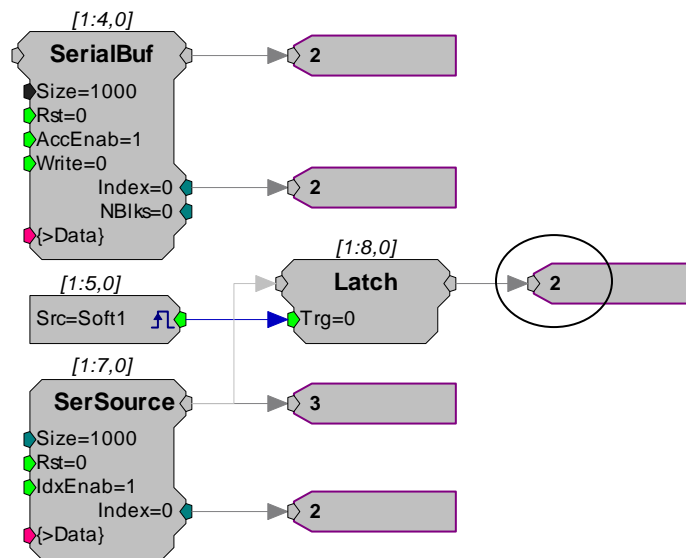 [1:4,0]
SerialBuf
2
Size=1000
Rst=0
AccEnab=1
Write=0
Index=0
2
NBlks=0
{>Data}
[1:5,0]
Src=Soft1
[1:8,0]
Latch
2
Trg=0
[1:7,0]
SerSource
3
Size=1000
Rst=0
IdxEnab=1
Index=0
2
{>Data}